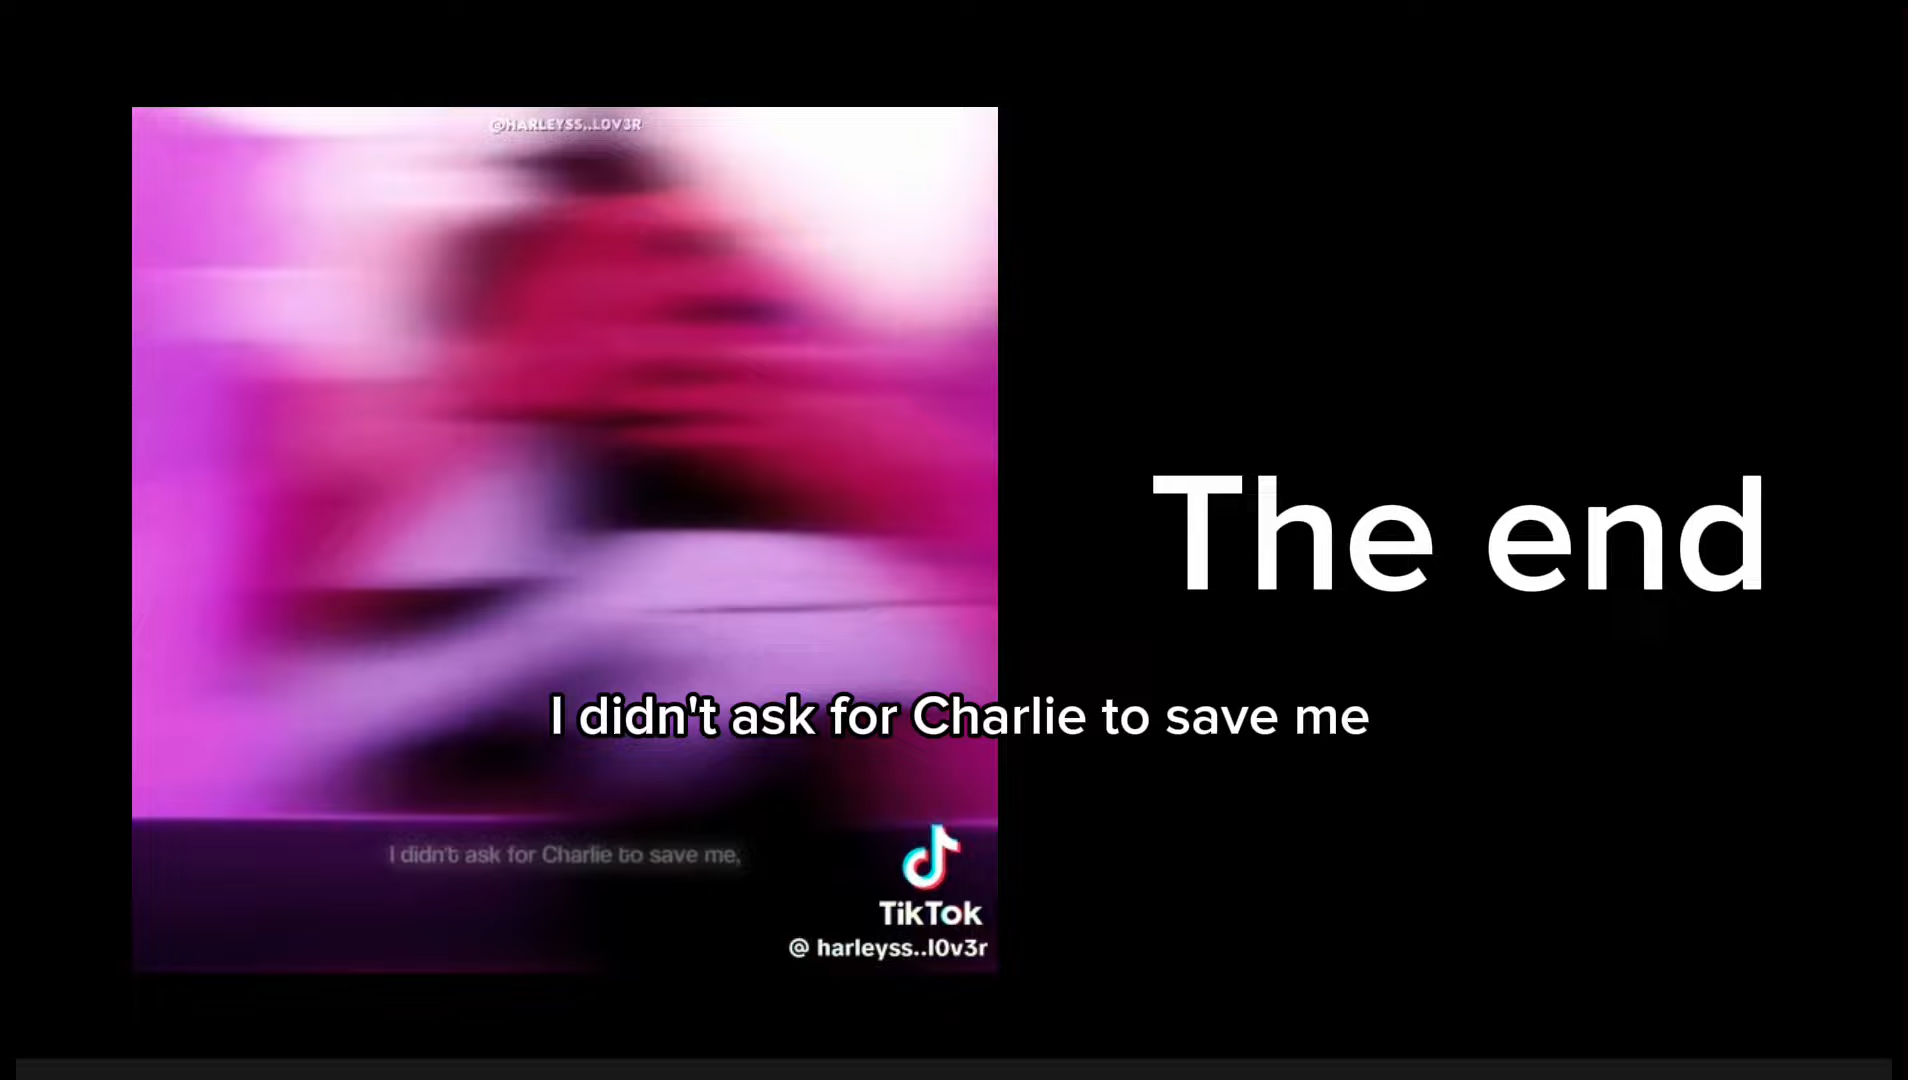 @HARLEYSS..L0V3R
The end
I didn't ask for Charlie to save me
I didn't ask for Charlie to save me,
TikTok
@ harleyss..l0v3r